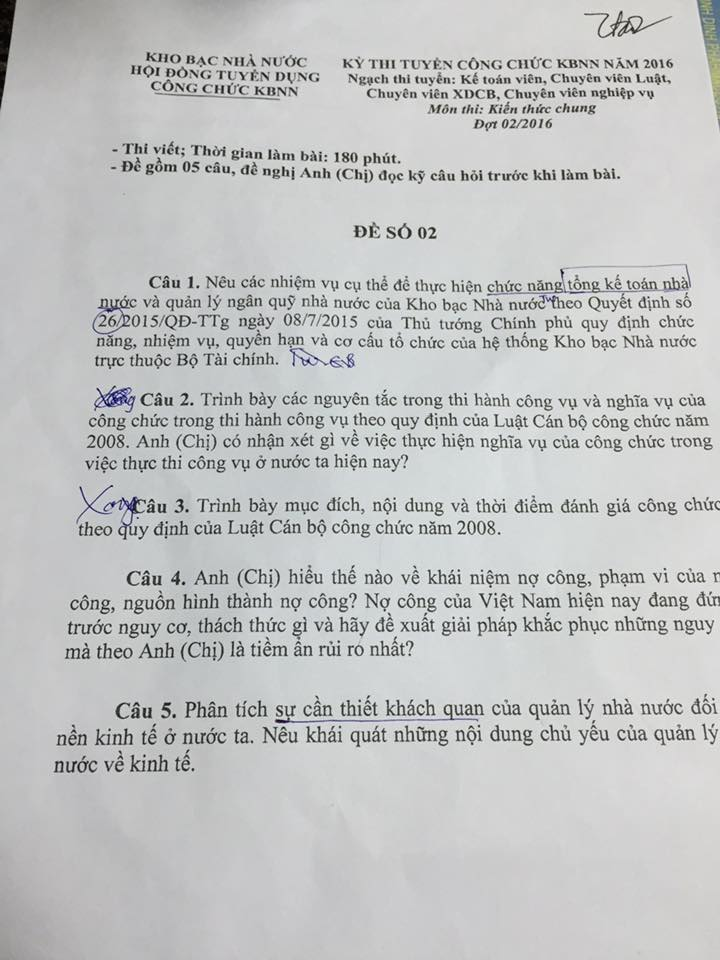 KHO BẠC NHÀ NƯỚC
HỘI ĐỒNG TUYỂN DỤNG
CÔNG CHỨC KBNN
KỲ THI TUYỂN CÔNG CHỨC KBNN NĂM 2016
Ngạch thi tuyển: Kế toán viên, Chuyên viên Luật,
Chuyên viên XDCB, Chuyên viên nghiệp vụ
Môn thi: Kiến thức chung
Đợt 02/2016
- Thi viết; Thời gian làm bài: 180 phút.
- Đề gồm 05 câu, đề nghị Anh (Chị) đọc kỹ câu hỏi trước khi làm bài.
ĐỀ SỐ 02
Câu 1. Nêu các nhiệm vụ cụ thể để thực hiện chức năng tổng kế toán nhà
nước và quản lý ngân quỹ nhà nước của Kho bạc Nhà nước theo Quyết định số
26/2015/QĐ-TTg ngày 08/7/2015 của Thủ tướng Chính phủ quy định chức
năng, nhiệm vụ, quyền hạn và cơ cấu tổ chức của hệ thống Kho bạc Nhà nước
trực thuộc Bộ Tài chính.
Câu 2. Trình bày các nguyên tắc trong thi hành công vụ và nghĩa vụ của
công chức trong thi hành công vụ theo quy định của Luật Cán bộ công chức năm
2008. Anh (Chị) có nhận xét gì về việc thực hiện nghĩa vụ của công chức trong
việc thực thi công vụ ở nước ta hiện nay?
Xong Câu 3. Trình bày mục đích, nội dung và thời điểm đánh giá công chức
theo quy định của Luật Cán bộ công chức năm 2008.
Câu 4. Anh (Chị) hiểu thế nào về khái niệm nợ công, phạm vi của n
công, nguồn hình thành nợ công? Nợ công của Việt Nam hiện nay đang đứn
trước nguy cơ, thách thức gì và hãy đề xuất giải pháp khắc phục những nguy
mà theo Anh (Chị) là tiềm ẩn rủi ro nhất?
Câu 5. Phân tích sự cần thiết khách quan của quản lý nhà nước đối
nền kinh tế ở nước ta. Nêu khái quát những nội dung chủ yếu của quản lý
nước về kinh tế.